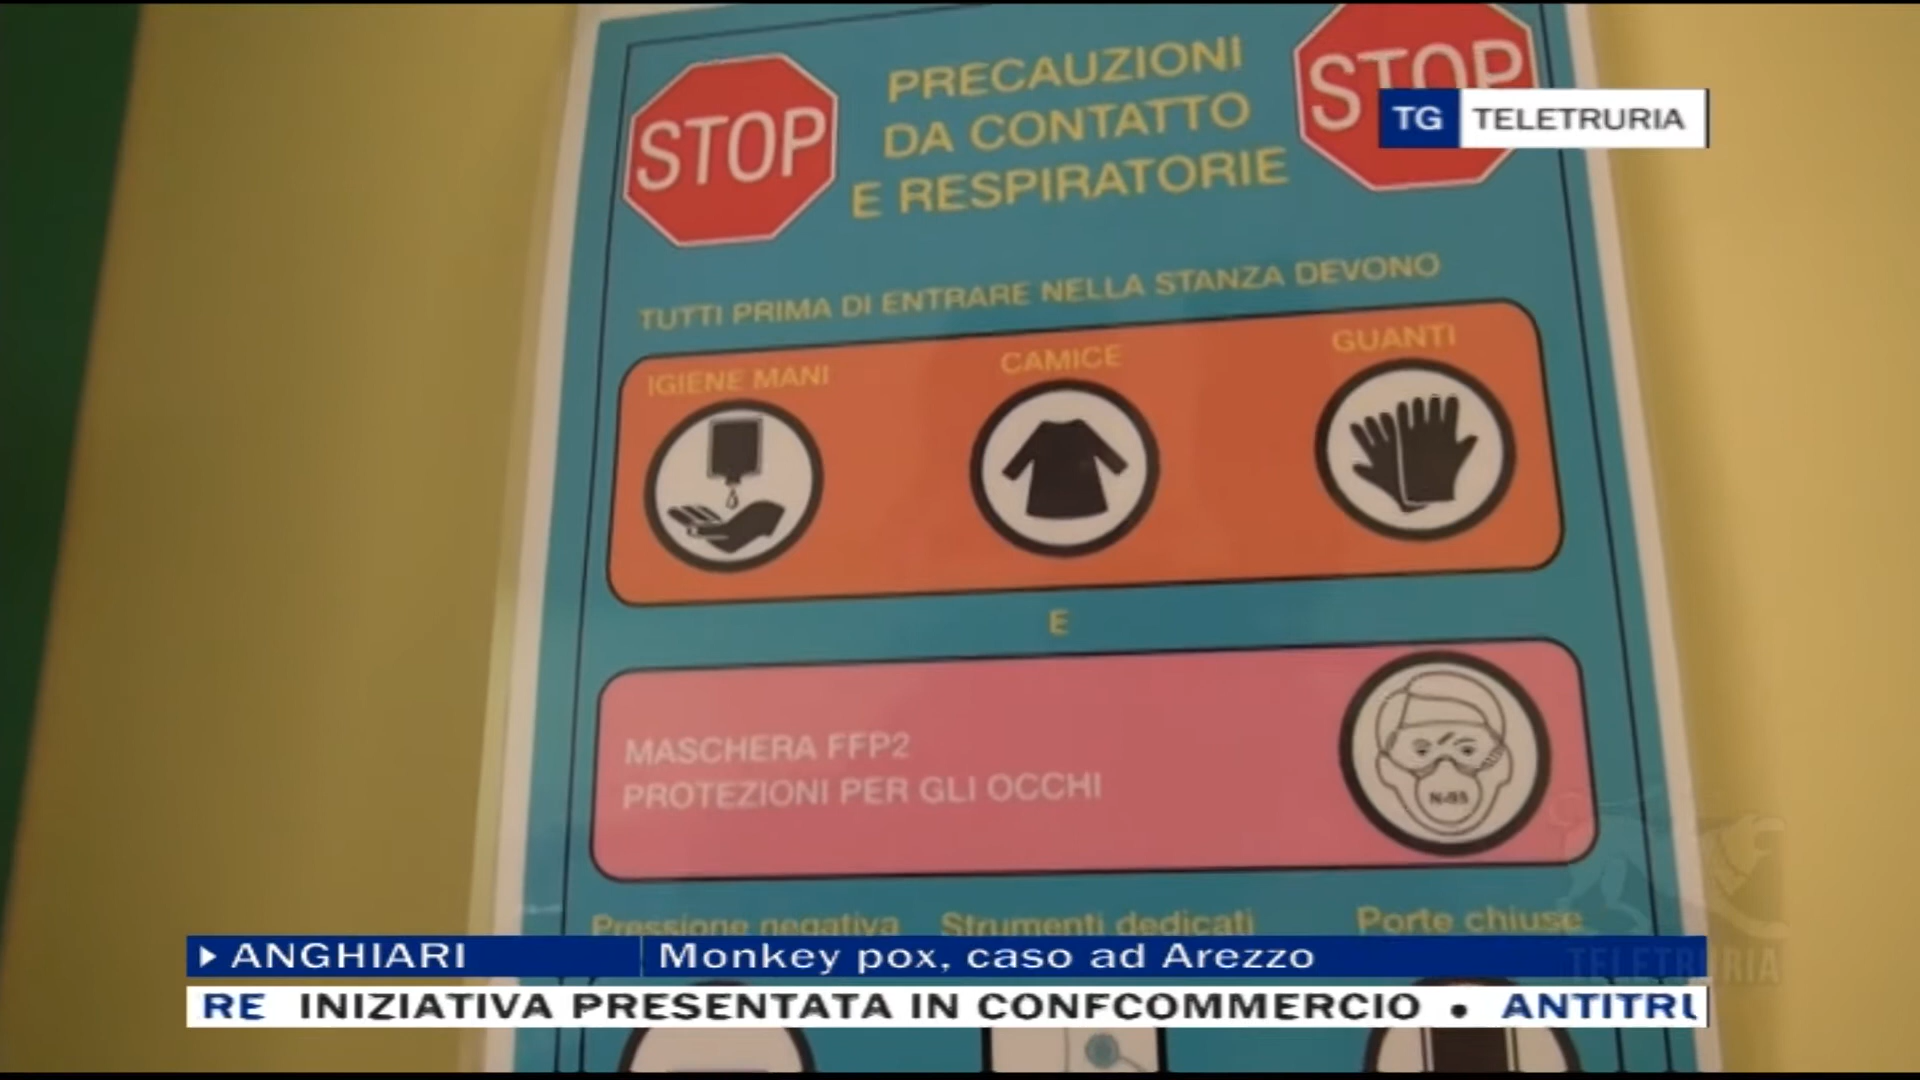 STOP
PRECAUZIONI
DA CONTATTO
E RESPIRATORIE
STOP
TG TELETRURIA
TUTTI PRIMA DI ENTRARE NELLA STANZA DEVONO
IGIENE MANI
CAMICE
GUANTI
E
MASCHERA FFP2
PROTEZIONI PER GLI OCCHI
N-95
Pressione negativa
Strumenti dedicati
Porte chiuse
TELETRURIA
ANGHIARI
Monkey pox, caso ad Arezzo
RE INIZIATIVA PRESENTATA IN CONFCOMMERCIO • ANTITRU